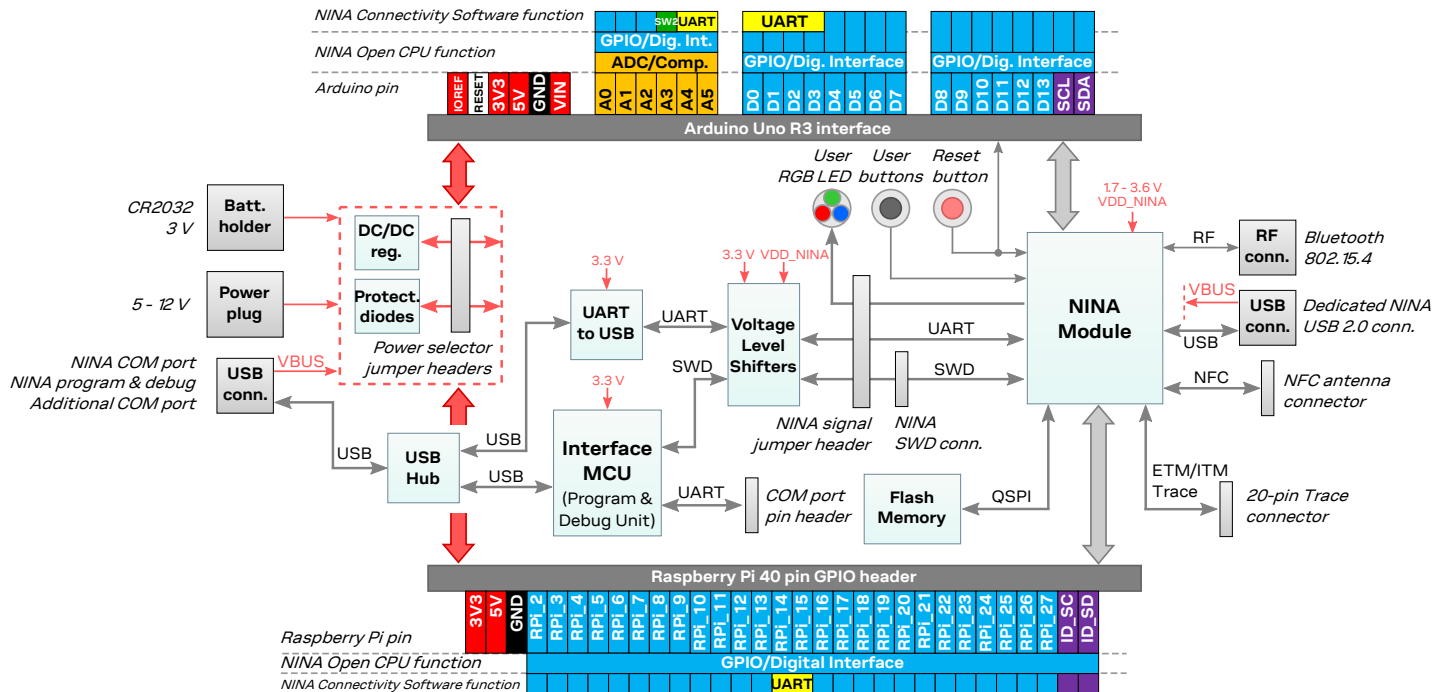 NINA Connectivity Software function
SW2
UART
UART
GPIO/Dig. Int.
NINA Open CPU function
ADC/Comp.
GPIO/Dig. Interface
GPIO/Dig. Interface
Arduino pin
IOREF
RESET
3V3
5V
GND
VIN
A0
A1
A2
A3
A4
A5
D0
D1
D2
D3
D4
D5
D6
D7
D8
D9
D10
D11
D12
D13
SCL
SDA
Arduino Uno R3 interface
User
RGB LED
User
buttons
Reset
button
1.7 - 3.6 V
VDD_NINA
CR2032
3 V
Batt.
holder
DC/DC
reg.
RF
RF
conn.
Bluetooth
802.15.4
5 - 12 V
Power
plug
Protect.
diodes
Power selector
jumper headers
3.3 V
UART
to USB
UART
3.3 V
VDD_NINA
Voltage
Level
Shifters
UART
SWD
SWD
NINA
Module
VBUS
USB
USB
conn.
Dedicated NINA
USB 2.0 conn.
NINA COM port
NINA program & debug
Additional COM port
USB
conn.
VBUS
NFC
NFC antenna
connector
3.3 V
NINA signal
jumper header
NINA
SWD conn.
USB
USB
Hub
USB
USB
Interface
MCU
(Program &
Debug Unit)
UART
COM port
pin header
Flash
Memory
QSPI
ETM/ITM
Trace
20-pin Trace
connector
Raspberry Pi 40 pin GPIO header
3V3
5V
GND
RPi_2
RPi_3
RPi_4
RPi_5
RPi_6
RPi_7
RPi_8
RPi_9
RPi_10
RPi_11
RPi_12
RPi_13
RPi_14
RPi_15
RPi_16
RPi_17
RPi_18
RPi_19
RPi_20
RPi_21
RPi_22
RPi_23
RPi_24
RPi_25
RPi_26
RPi_27
ID_SC
ID_SD
Raspberry Pi pin
NINA Open CPU function
GPIO/Digital Interface
NINA Connectivity Software function
UART